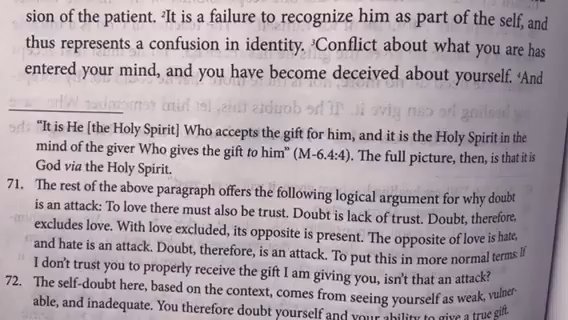 sion of the patient. ²It is a failure to recognize him as part of the self, and
thus represents a confusion in identity. ³Conflict about what you are has
entered your mind, and you have become deceived about yourself. ⁴And
“It is He [the Holy Spirit] Who accepts the gift for him, and it is the Holy Spirit in the
mind of the giver Who gives the gift to him” (M-6.4:4). The full picture, then, is that it is
God via the Holy Spirit.
71. The rest of the above paragraph offers the following logical argument for why doubt
is an attack: To love there must also be trust. Doubt is lack of trust. Doubt, therefore,
excludes love. With love excluded, its opposite is present. The opposite of love is hate,
and hate is an attack. Doubt, therefore, is an attack. To put this in more normal terms: If
I don’t trust you to properly receive the gift I am giving you, isn’t that an attack?
72. The self-doubt here, based on the context, comes from seeing yourself as weak, vulner-
able, and inadequate. You therefore doubt yourself and your ability to give a true gift.